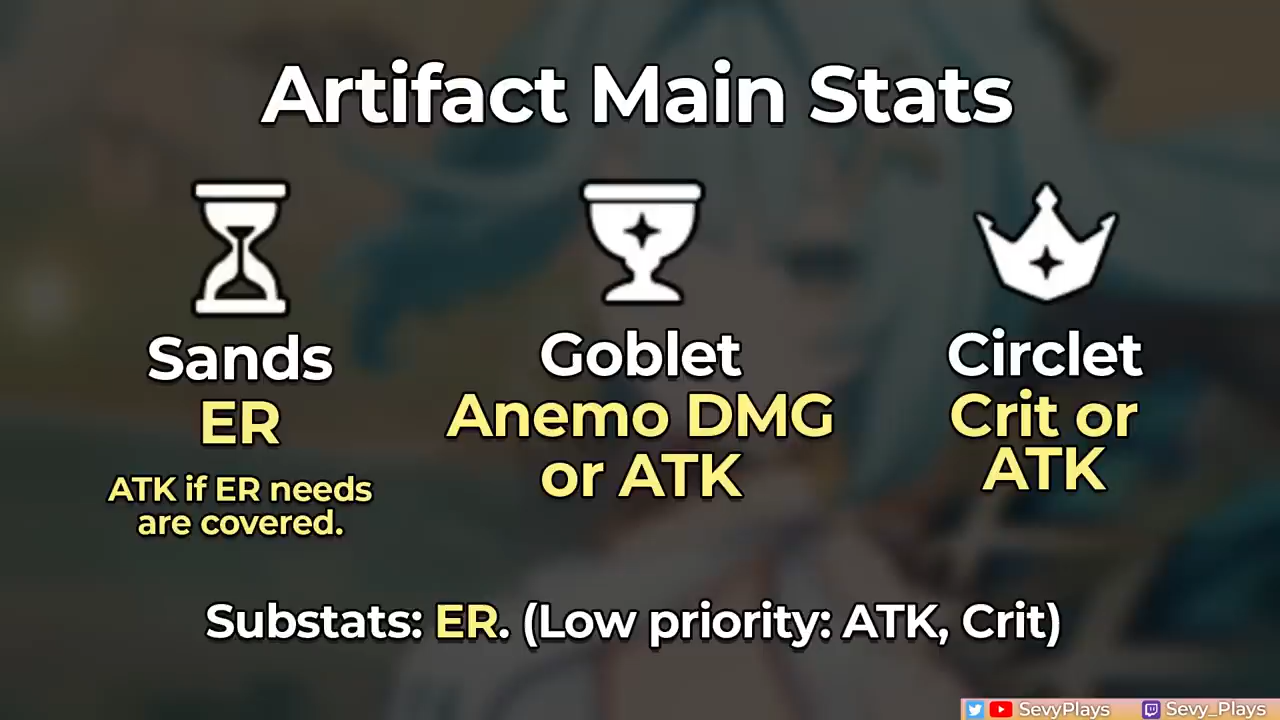 Artifact Main Stats
Sands
ER
ATK if ER needs
are covered.
Goblet
Anemo DMG
or ATK
Circlet
Crit or
ATK
Substats: ER. (Low priority: ATK, Crit)
SevyPlays
Sevy_Plays